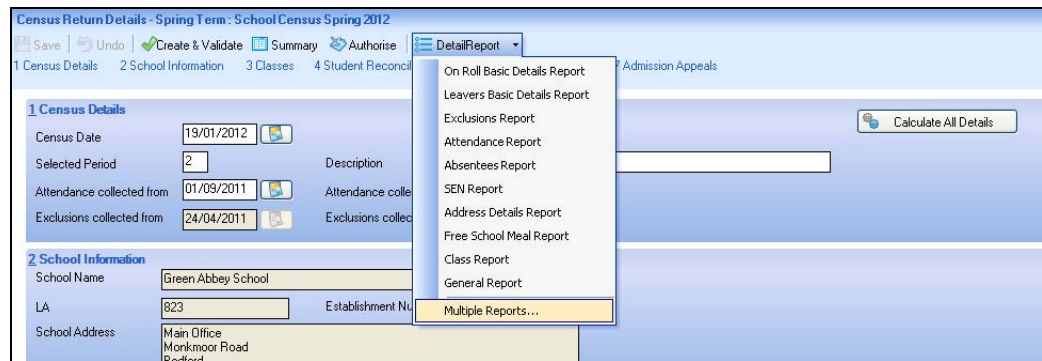 Census Return Details - Spring Term : School Census Spring 2012
Save Undo Create & Validate Summary Authorise DetailReport
1 Census Details 2 School Information 3 Classes 4 Student Reconcil 7 Admission Appeals
On Roll Basic Details Report
Leavers Basic Details Report
Exclusions Report
Attendance Report
Absentees Report
SEN Report
Address Details Report
Free School Meal Report
Class Report
General Report
Multiple Reports...
1 Census Details
Calculate All Details
Census Date 19/01/2012
Selected Period 2 Description
Attendance collected from 01/09/2011 Attendance colle
Exclusions collected from 24/04/2011 Exclusions collec
2 School Information
School Name Green Abbey School
LA 823 Establishment Nu
School Address Main Office
Monkmoor Road
Bedford